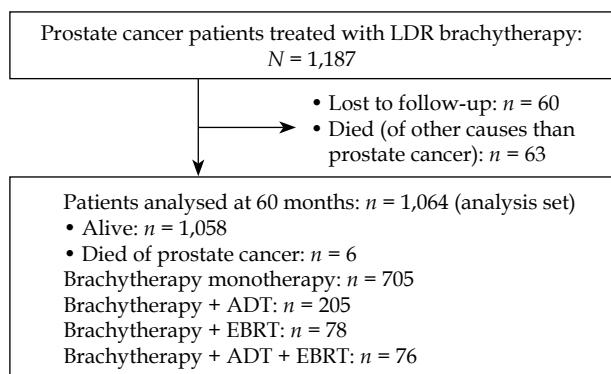 Prostate cancer patients treated with LDR brachytherapy:
N = 1,187
• Lost to follow-up: n = 60
• Died (of other causes than
prostate cancer): n = 63
Patients analysed at 60 months: n = 1,064 (analysis set)
• Alive: n = 1,058
• Died of prostate cancer: n = 6
Brachytherapy monotherapy: n = 705
Brachytherapy + ADT: n = 205
Brachytherapy + EBRT: n = 78
Brachytherapy + ADT + EBRT: n = 76